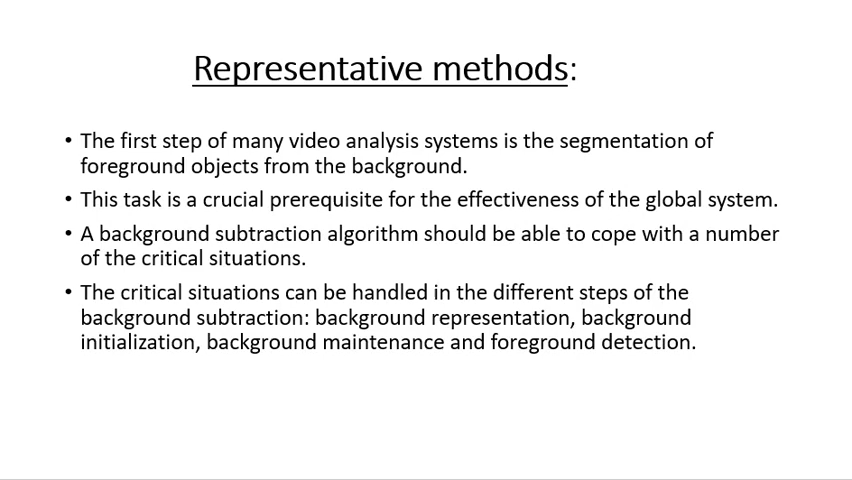 Representative methods:
• The first step of many video analysis systems is the segmentation of
foreground objects from the background.
• This task is a crucial prerequisite for the effectiveness of the global system.
• A background subtraction algorithm should be able to cope with a number
of the critical situations.
• The critical situations can be handled in the different steps of the
background subtraction: background representation, background
initialization, background maintenance and foreground detection.